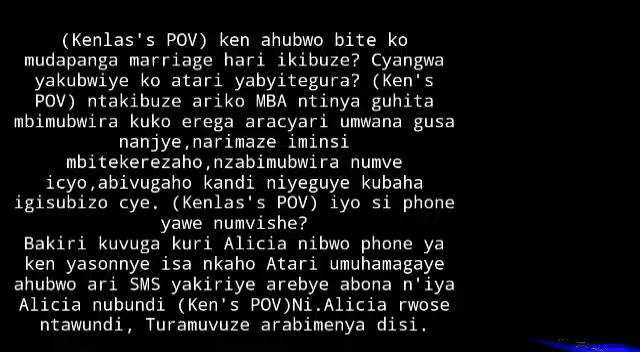 (Kenlas's POV) ken ahubwo bite ko
mudapanga marriage hari ikibuze? Cyangwa
yakubwiye ko atari yabyitegura? (Ken's
POV) ntakibuze ariko MBA ntinya guhita
mbimubwira kuko erega aracyari umwana gusa
nanjye,narimaze iminsi
mbitekerezaho,nzabimubwira numve
icyo,abivugaho kandi niyeguye kubaha
igisubizo cye. (Kenlas's POV) iyo si phone
yawe numvishe?
Bakiri kuvuga kuri Alicia nibwo phone ya
ken yasonnye isa nkaho Atari umuhamagaye
ahubwo ari SMS yakiriye arebye abona n'iya
Alicia nubundi (Ken's POV)Ni.Alicia rwose
ntawundi, Turamuvuze arabimenya disi.